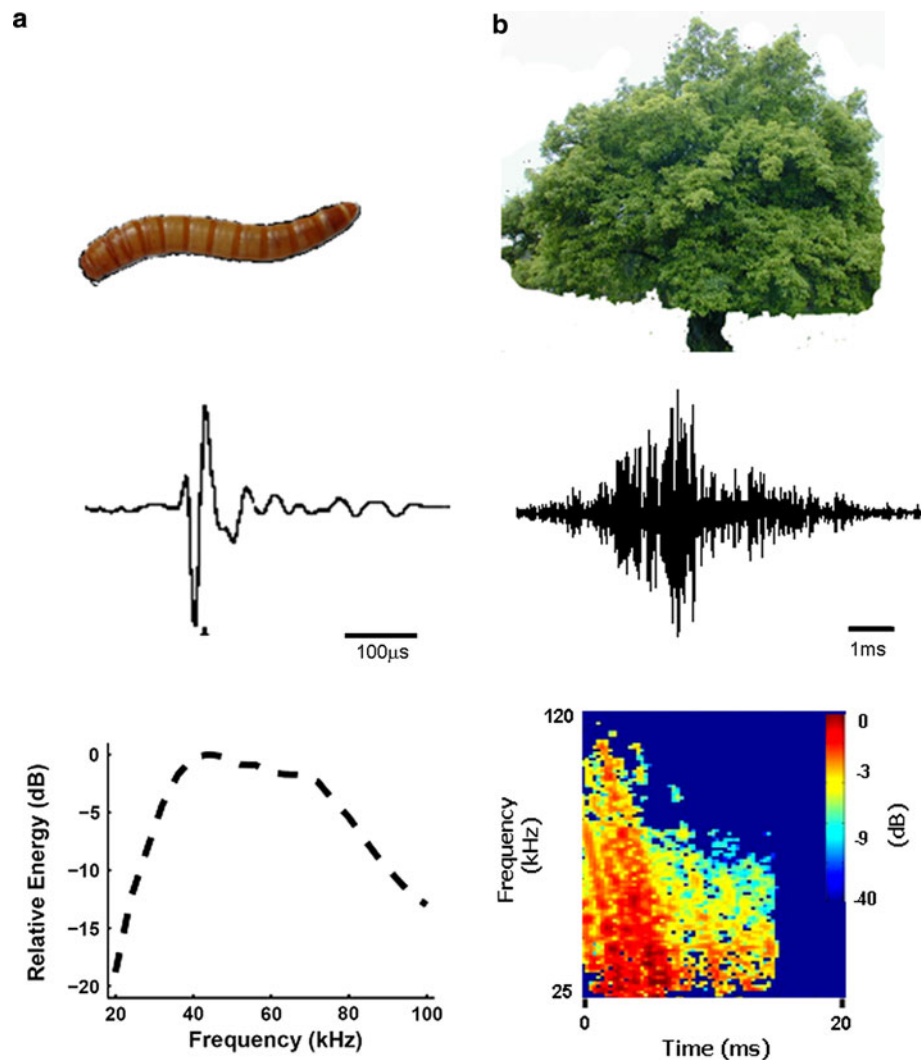 a
b
100μs
1ms
Relative Energy (dB)
0
−5
−10
−15
−20
20
40
60
80
100
Frequency (kHz)
120
25
Frequency
(kHz)
0
-3
-9
-40
(dB)
0
20
Time (ms)